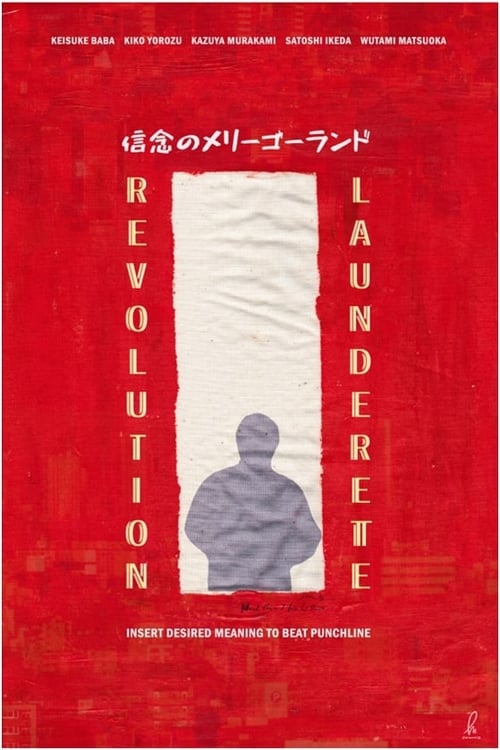 KEISUKE BABA KIKO YOROZU KAZUYA MURAKAMI SATOSHI IKEDA WUTAMI MATSUOKA
信念のメリーゴーランド
REVOLUTION
LAUNDERETTE
INSERT DESIRED MEANING TO BEAT PUNCHLINE